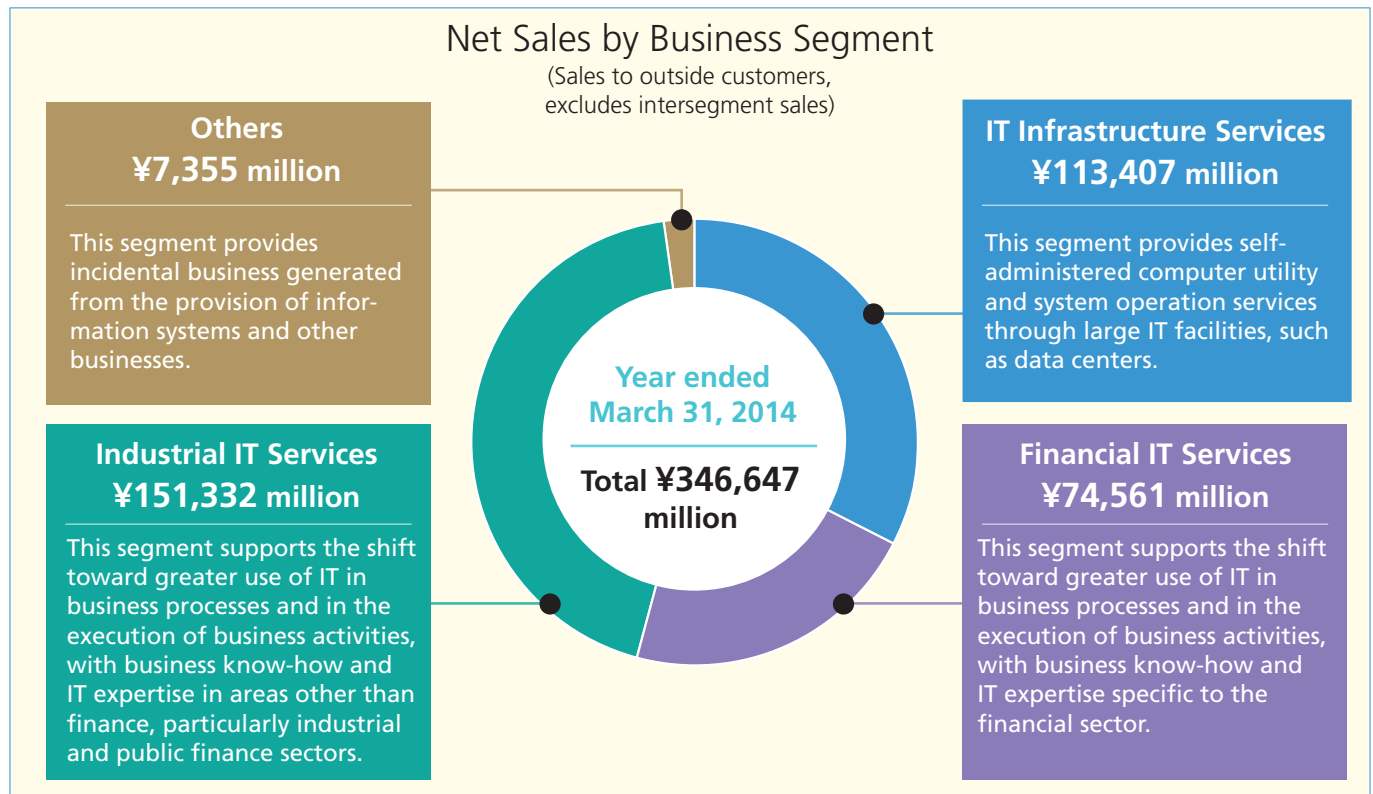 Net Sales by Business Segment
(Sales to outside customers,
excludes intersegment sales)
Others
¥7,355 million
This segment provides
incidental business generated
from the provision of infor-
mation systems and other
businesses.
IT Infrastructure Services
¥113,407 million
This segment provides self-
administered computer utility
and system operation services
through large IT facilities, such
as data centers.
Year ended
March 31, 2014
Total ¥346,647
million
Industrial IT Services
¥151,332 million
This segment supports the shift
toward greater use of IT in
business processes and in the
execution of business activities,
with business know-how and
IT expertise in areas other than
finance, particularly industrial
and public finance sectors.
Financial IT Services
¥74,561 million
This segment supports the shift
toward greater use of IT in
business processes and in the
execution of business activities,
with business know-how and
IT expertise specific to the
financial sector.